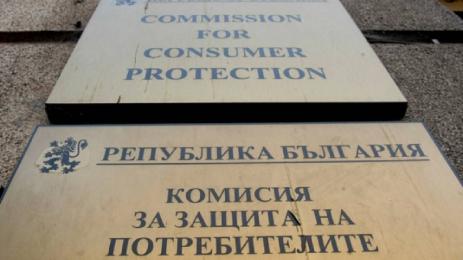 COMMISSION
FOR
CONSUMER
PROTECTION
РЕПУБЛИКА БЪЛГАРИЯ
КОМИСИЯ
ЗА ЗАЩИТА НА
ПОТРЕБИТЕЛИТЕ